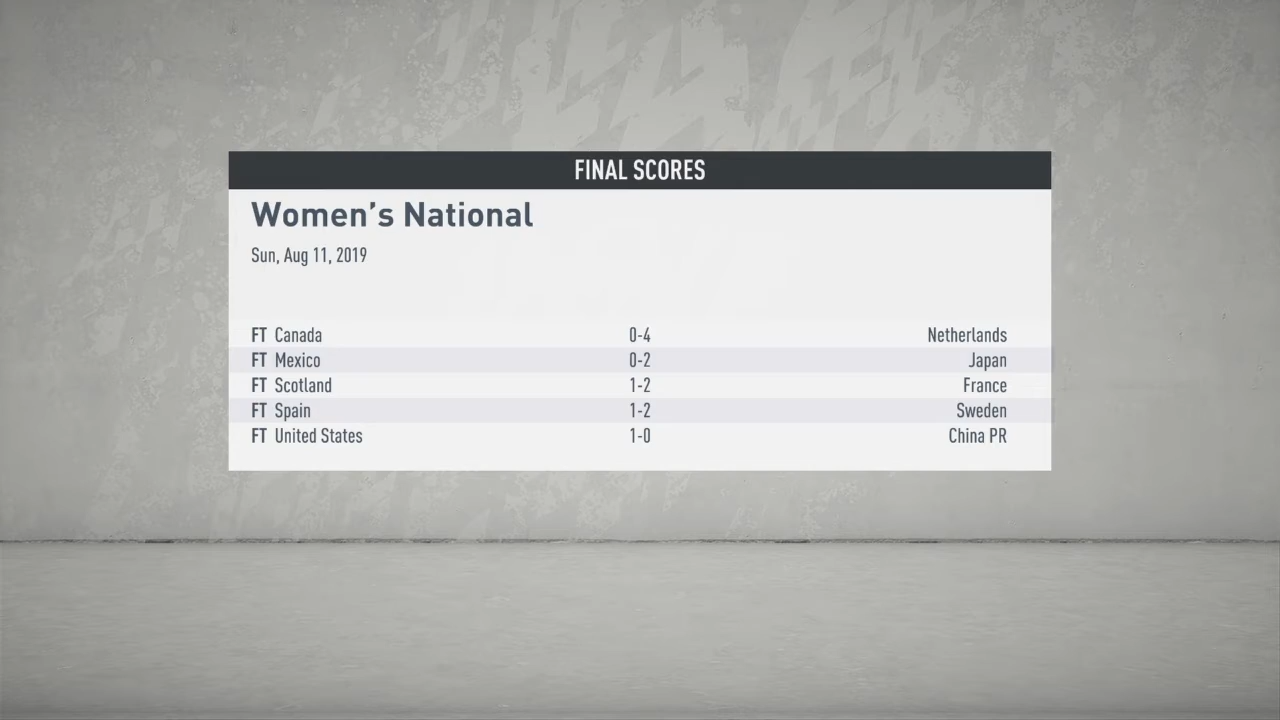 FINAL SCORES
Women's National
Sun, Aug 11, 2019
FT Canada 0-4 Netherlands
FT Mexico 0-2 Japan
FT Scotland 1-2 France
FT Spain 1-2 Sweden
FT United States 1-0 China PR